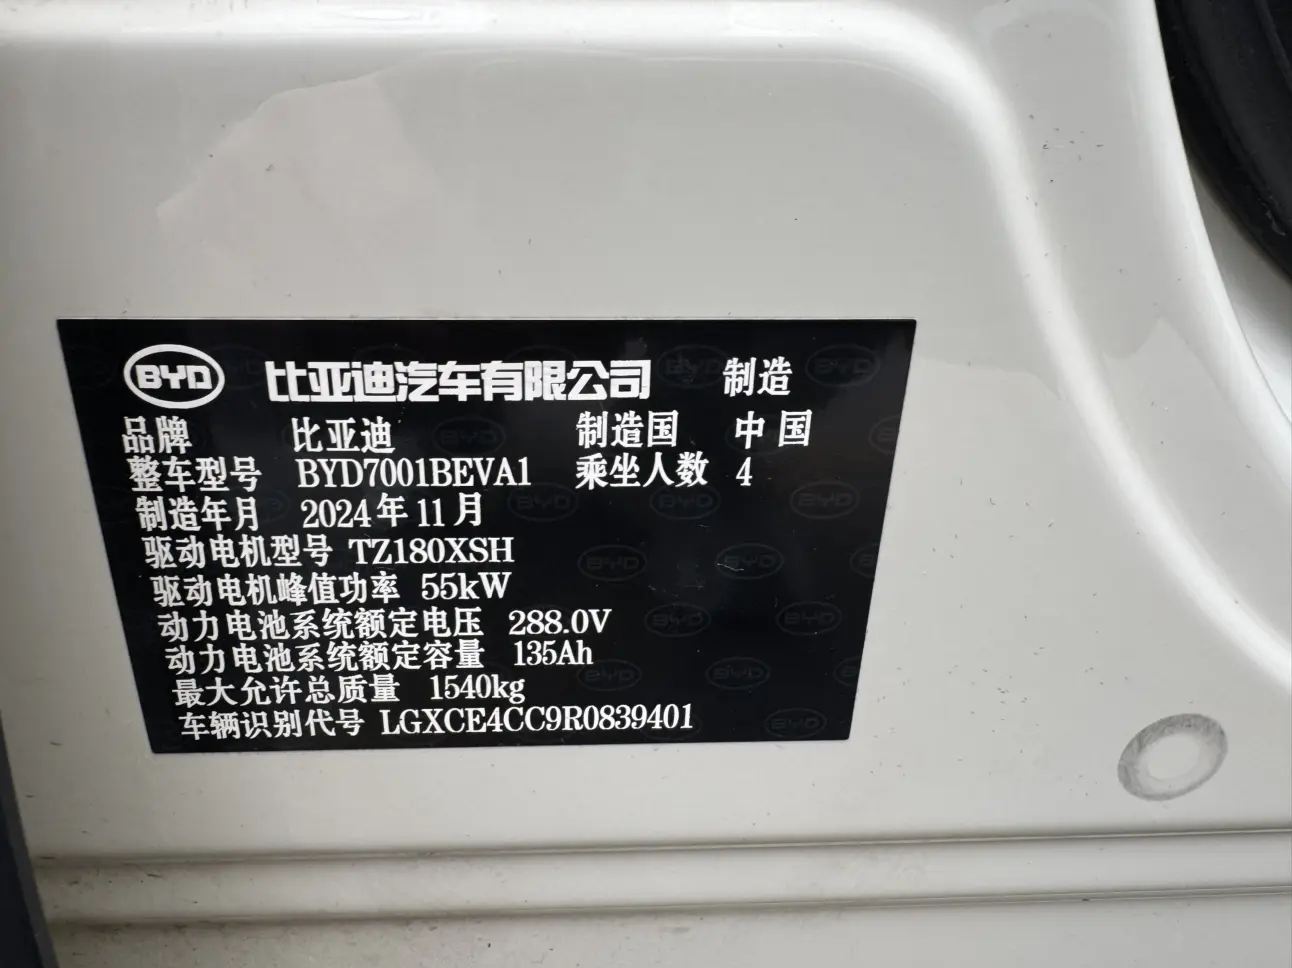 BYD 比亚迪汽车有限公司 制造
品牌 比亚迪 制造国 中国
整车型号 BYD7001BEVA1 乘坐人数 4
制造年月 2024年11月
驱动电机型号 TZ180XSH
驱动电机峰值功率 55kW
动力电池系统额定电压 288.0V
动力电池系统额定容量 135Ah
最大允许总质量 1540kg
车辆识别代号 LGXCE4CC9R0839401